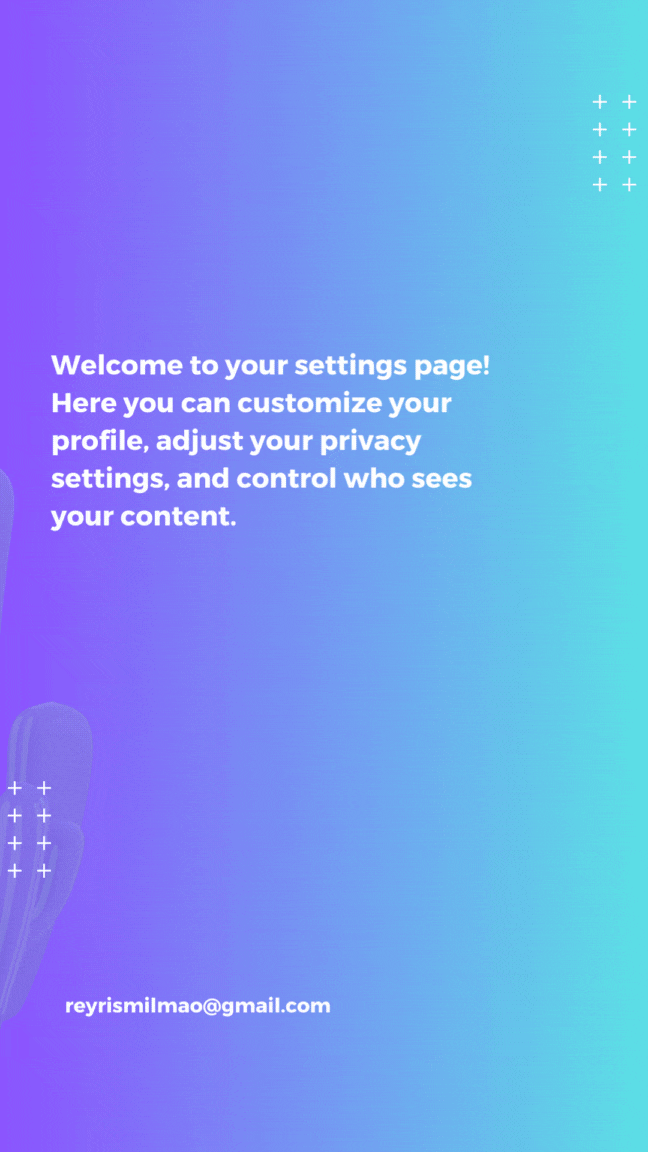 Welcome to your settings page!
Here you can customize your
profile, adjust your privacy
settings, and control who sees
your content.
reyrismilmao@gmail.com